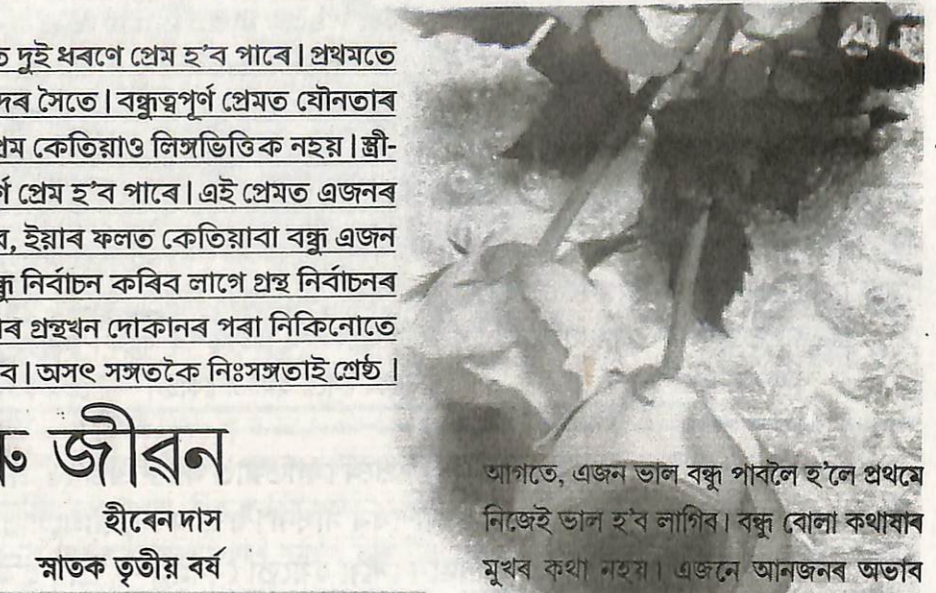 দুই ধৰণে প্ৰেম হ'ব পাৰে। প্ৰথমতে
সৈতে। বন্ধুত্বপূৰ্ণ প্ৰেমত যৌনতাৰ
কেতিয়াও লিঙ্গভিত্তিক নহয়। স্ত্ৰী-
প্ৰেম হ'ব পাৰে। এই প্ৰেমত এজনৰ
ইয়াৰ ফলত কেতিয়াবা বন্ধু এজন
নিৰ্বাচন কৰিব লাগে গ্ৰন্থ নিৰ্বাচনৰ
গ্ৰন্থখন দোকানৰ পৰা নিকিনোতে
অসৎ সঙ্গতকৈ নিঃসঙ্গতাই শ্ৰেষ্ঠ।
জীৱন
হীৰেন দাস
স্নাতক তৃতীয় বৰ্ষ
আগতে, এজন ভাল বন্ধু পাবলৈ হ'লে প্ৰথমে
নিজেই ভাল হ'ব লাগিব। বন্ধু বোলা কথাষাৰ
মুখৰ কথা নহয়। এজনে আনজনৰ অভাব